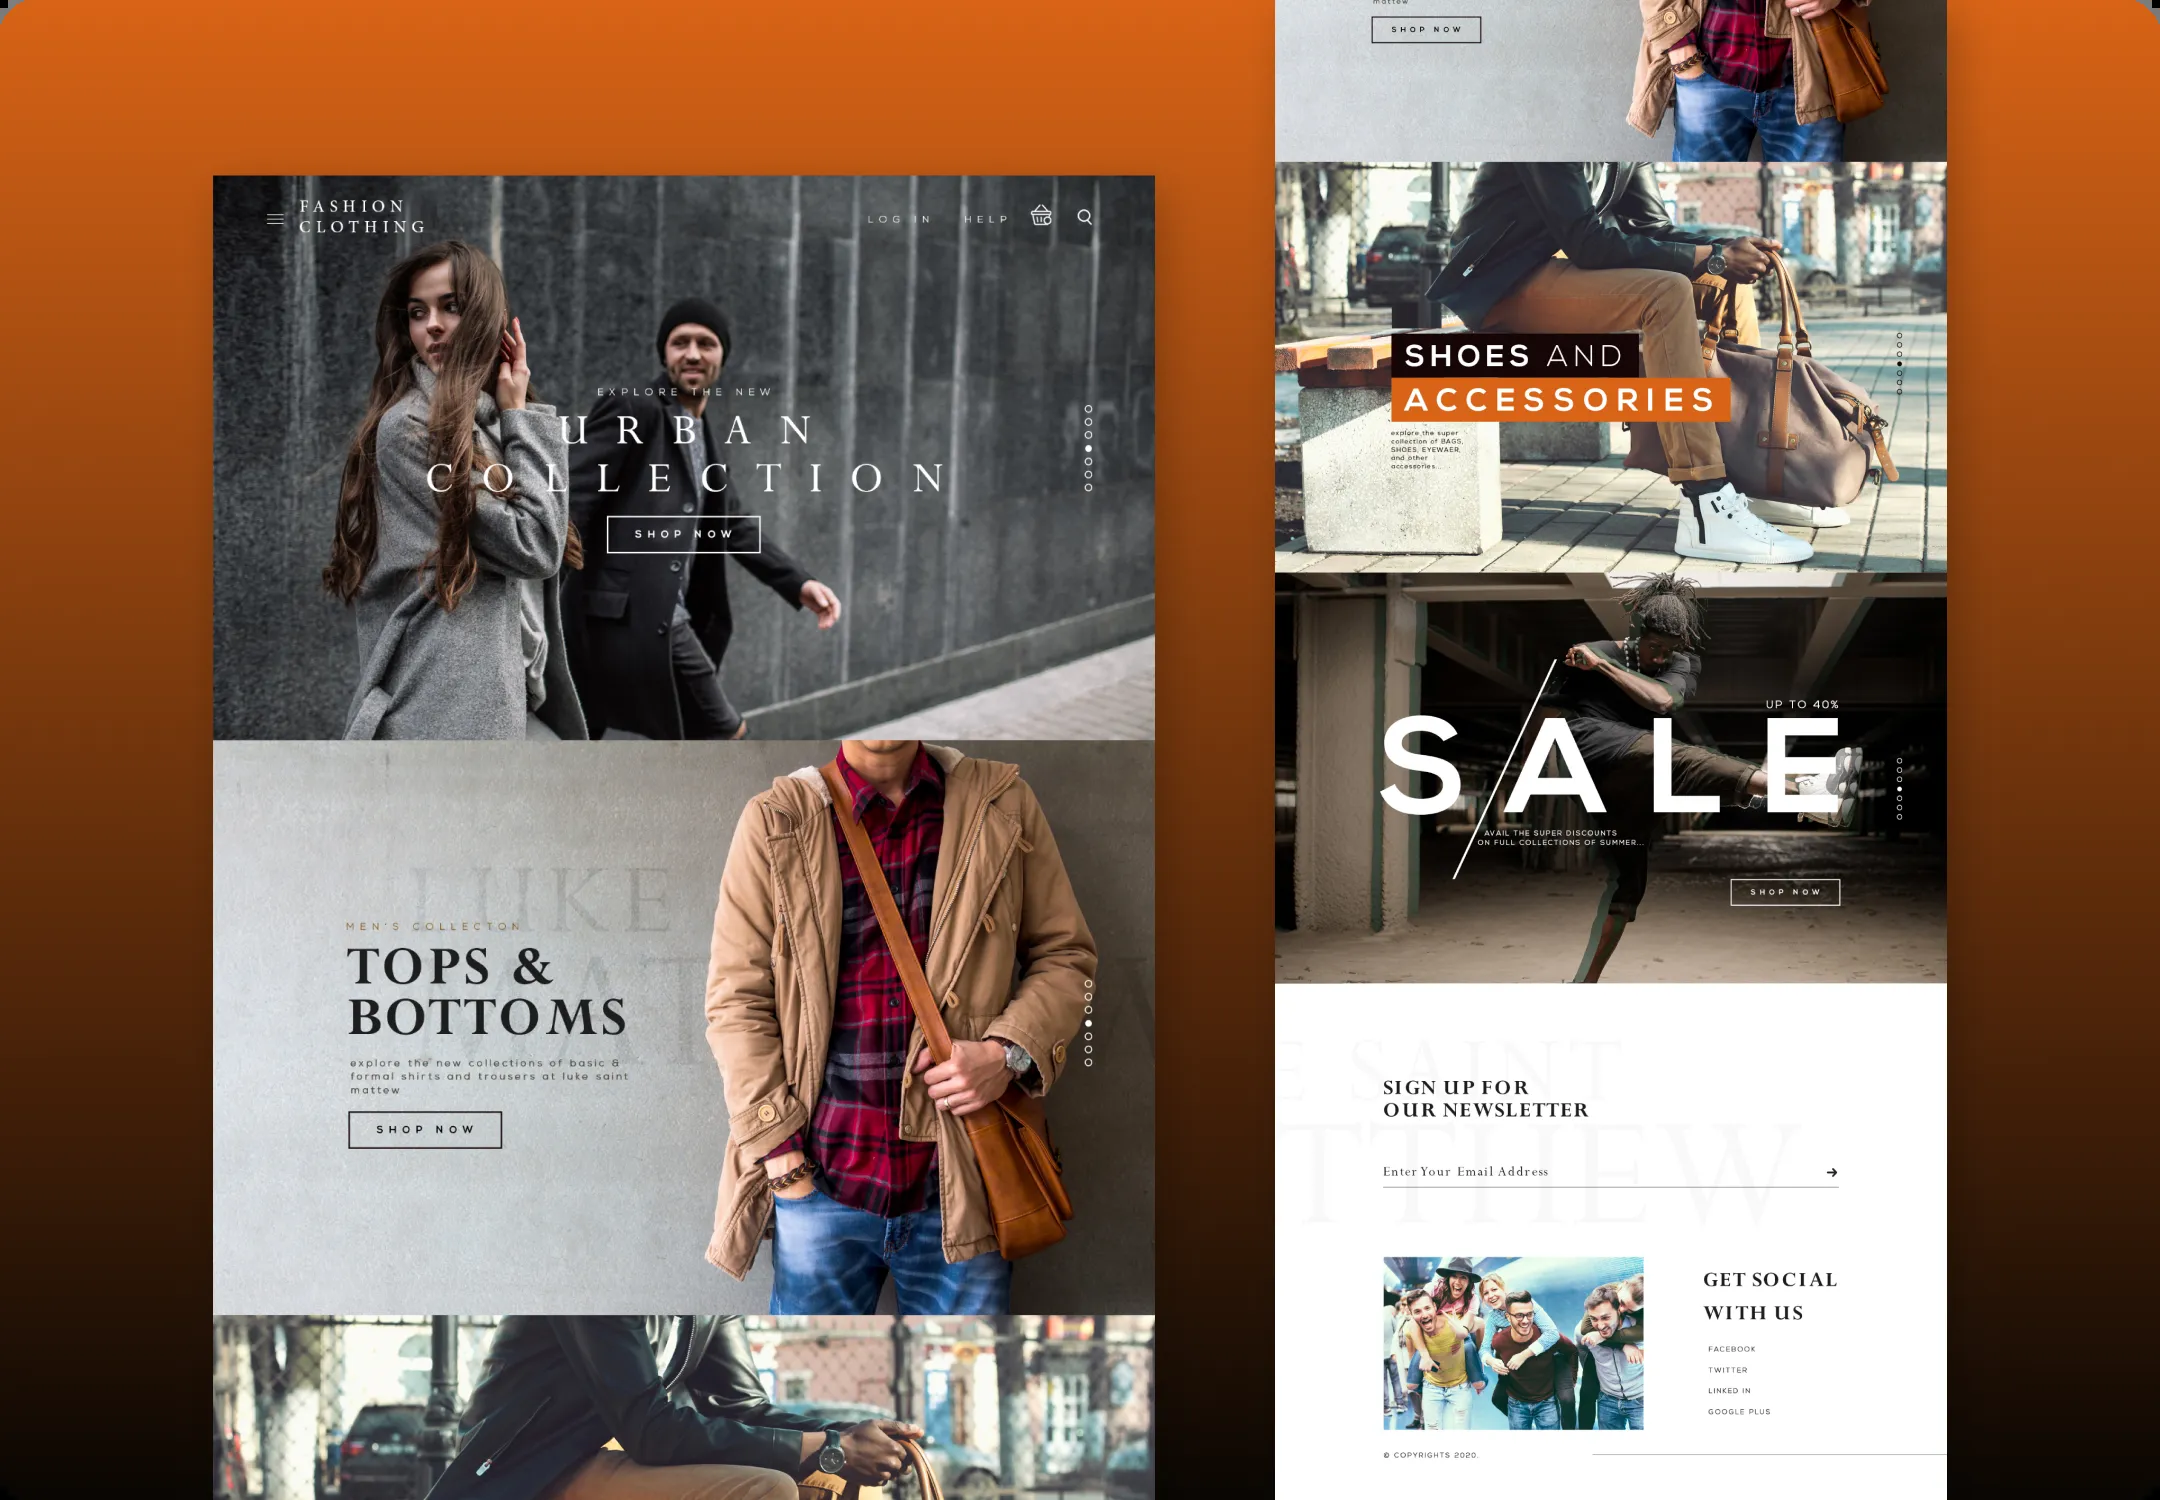 FASHION
CLOTHING
LOG IN HELP
EXPLORE THE NEW
URBAN
COLLECTION
SHOP NOW
LUKE
MEN'S COLLECTON
TOPS &
BOTTOMS
explore the new collections of basic &
formal shirts and trousers at luke saint
mattew
SHOP NOW
mattew
SHOP NOW
SHOES AND
ACCESSORIES
explore the super
collection of BAGS,
SHOES, EYEWAER,
and other
accessories...
UP TO 40%
SALE
AVAIL THE SUPER DISCOUNTS
ON FULL COLLECTIONS OF SUMMER...
SHOP NOW
E SAINT
TTHEW
SIGN UP FOR
OUR NEWSLETTER
Enter Your Email Address
GET SOCIAL
WITH US
FACEBOOK
TWITTER
LINKED IN
GOOGLE PLUS
© COPYRIGHTS 2020.